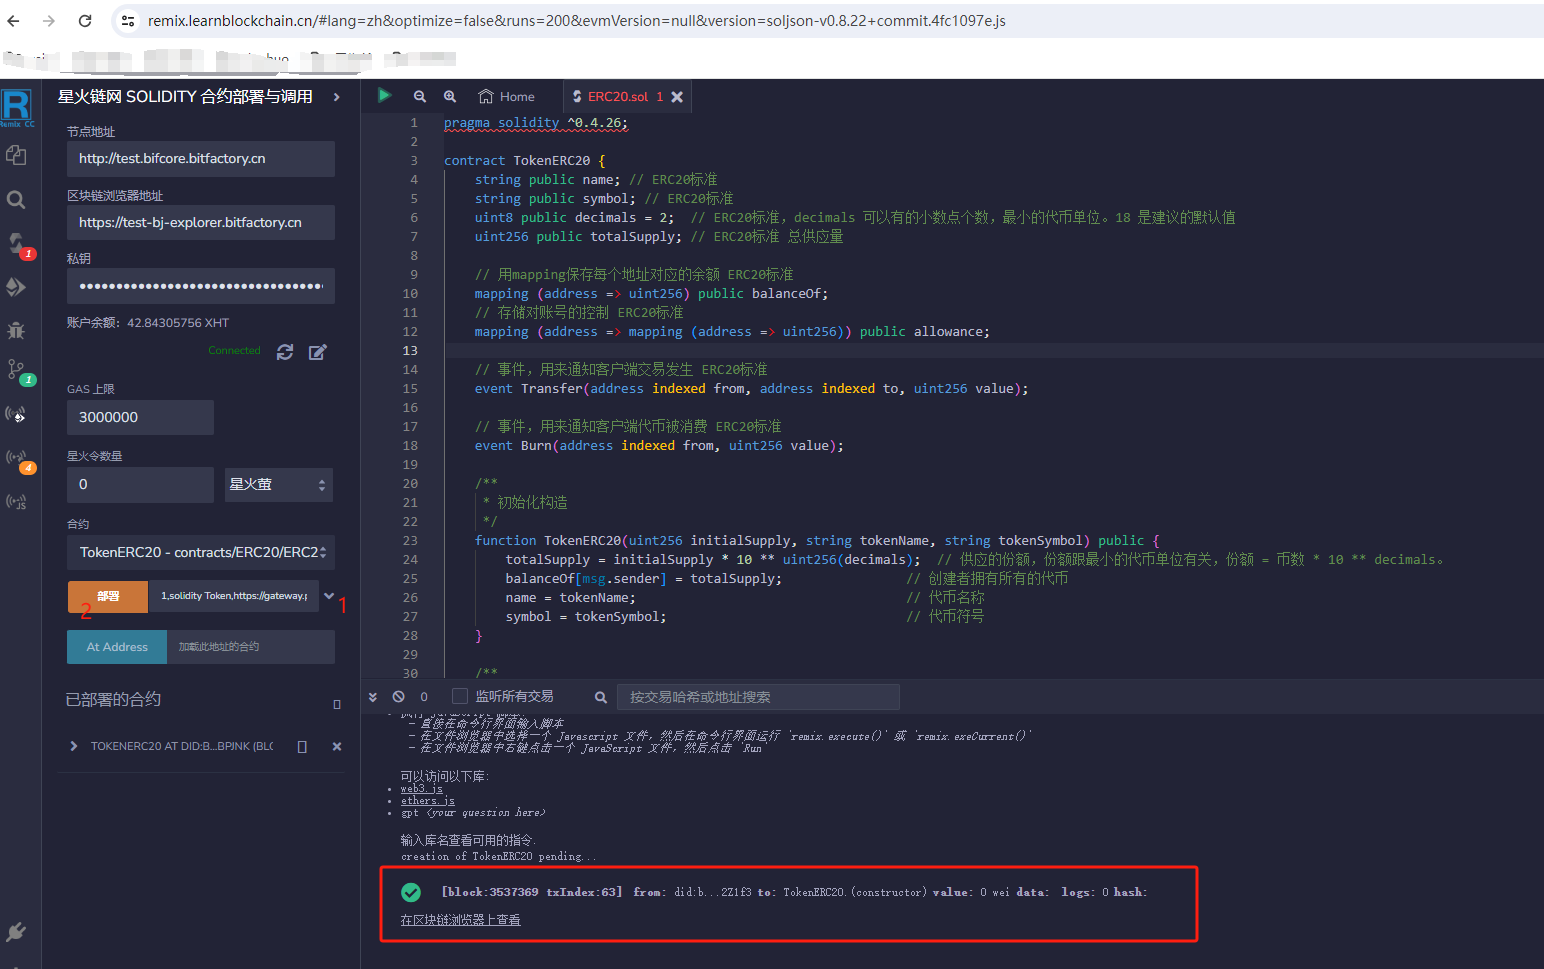 remix.learnblockchain.cn/#lang=zh&optimize=false&runs=200&evmVersion=null&version=soljson-v0.8.22+commit.4fc1097e.js
Remix CC
星火链网 SOLIDITY 合约部署与调用
节点地址
http://test.bifcore.bitfactory.cn
区块链浏览器地址
https://test-bj-explorer.bitfactory.cn
私钥
账户余额：42.84305756 XHT
Connected
GAS 上限
3000000
星火令数量
0
星火萤
合约
TokenERC20 - contracts/ERC20/ERC2
部署
1,solidity Token,https://gateway.p
1
2
At Address
加载此地址的合约
已部署的合约
TOKENERC20 AT DID:B...BPJNK (BLO
1
1
4
JS
Home
ERC20.sol 1
1 pragma solidity ^0.4.26;
2
3 contract TokenERC20 {
4 string public name; // ERC20标准
5 string public symbol; // ERC20标准
6 uint8 public decimals = 2; // ERC20标准，decimals 可以有的小数点个数，最小的代币单位。18 是建议的默认值
7 uint256 public totalSupply; // ERC20标准 总供应量
8
9 // 用mapping保存每个地址对应的余额 ERC20标准
10 mapping (address => uint256) public balanceOf;
11 // 存储对账号的控制 ERC20标准
12 mapping (address => mapping (address => uint256)) public allowance;
13
14 // 事件，用来通知客户端交易发生 ERC20标准
15 event Transfer(address indexed from, address indexed to, uint256 value);
16
17 // 事件，用来通知客户端代币被消费 ERC20标准
18 event Burn(address indexed from, uint256 value);
19
20 /**
21 * 初始化构造
22 */
23 function TokenERC20(uint256 initialSupply, string tokenName, string tokenSymbol) public {
24 totalSupply = initialSupply * 10 ** uint256(decimals); // 供应的份额，份额跟最小的代币单位有关，份额 = 币数 * 10 ** decimals。
25 balanceOf[msg.sender] = totalSupply; // 创建者拥有所有的代币
26 name = tokenName; // 代币名称
27 symbol = tokenSymbol; // 代币符号
28 }
29
30 /**
0
监听所有交易
按交易哈希或地址搜索
- 直接在命令行界面输入脚本
- 在文件浏览器中选择一个 Javascript 文件，然后在命令行界面运行 `remix.execute()` 或 `remix.exeCurrent()`
- 在文件浏览器中右键点击一个 JavaScript 文件，然后点击 `Run`
可以访问以下库:
web3.js
ethers.js
gpt <your question here>
输入库名查看可用的指令.
creation of TokenERC20 pending...
[block:3537369 txIndex:63] from: did:b...2Z1f3 to: TokenERC20.(constructor) value: 0 wei data: logs: 0 hash:
在区块链浏览器上查看